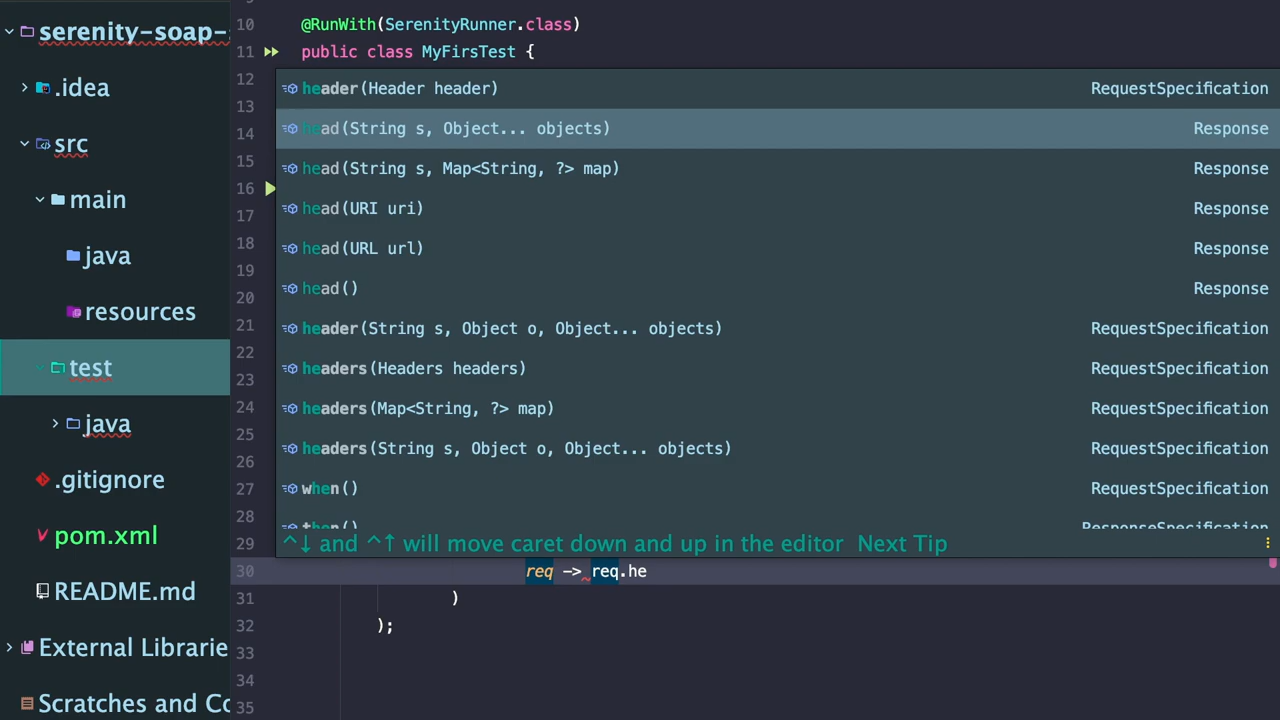 serenity-soap-
.idea
src
main
java
resources
test
java
.gitignore
pom.xml
README.md
External Librarie
Scratches and Co
10 @RunWith(SerenityRunner.class)
11 public class MyFirsTest {
12
13
14
15
16
17
18
19
20
21
22
23
24
25
26
27
28
29
header(Header header) RequestSpecification
head(String s, Object... objects) Response
head(String s, Map<String, ?> map) Response
head(URI uri) Response
head(URL url) Response
head() Response
header(String s, Object o, Object... objects) RequestSpecification
headers(Headers headers) RequestSpecification
headers(Map<String, ?> map) RequestSpecification
headers(String s, Object o, Object... objects) RequestSpecification
when() RequestSpecification
then() ResponseSpecification
^↓ and ^↑ will move caret down and up in the editor Next Tip
30 req -> req.he
31 )
32 );
33
34
35